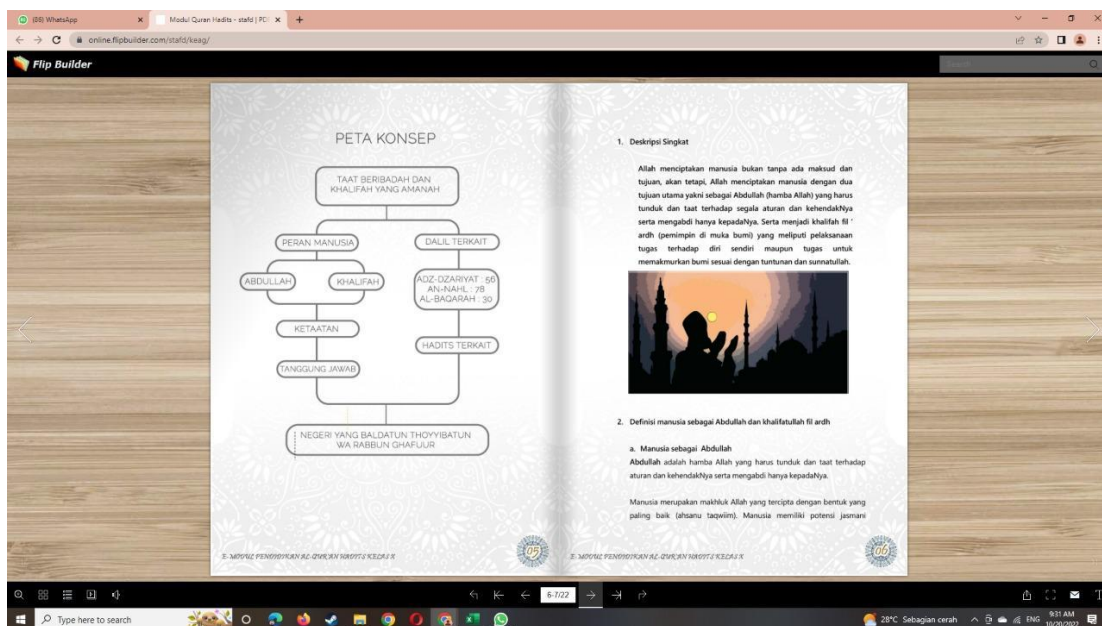 (86) WhatsApp
Modul Quran Hadits - stafd | PDF
online.flipbuilder.com/stafd/keag/
Flip Builder
Search
PETA KONSEP
TAAT BERIBADAH DAN
KHALIFAH YANG AMANAH
PERAN MANUSIA
DALIL TERKAIT
ABDULLAH
KHALIFAH
ADZ-DZARIYAT : 56
AN-NAHL : 78
AL-BAQARAH : 30
KETAATAN
HADITS TERKAIT
TANGGUNG JAWAB
NEGERI YANG BALDATUN THOYYIBATUN
WA RABBUN GHAFUUR
E-MODUL PENDIDIKAN AL-QUR'AN HADITS KELAS X
05
1. Deskripsi Singkat
Allah menciptakan manusia bukan tanpa ada maksud dan
tujuan, akan tetapi, Allah menciptakan manusia dengan dua
tujuan utama yakni sebagai Abdullah (hamba Allah) yang harus
tunduk dan taat terhadap segala aturan dan kehendakNya
serta mengabdi hanya kepadaNya. Serta menjadi khalifah fil '
ardh (pemimpin di muka bumi) yang meliputi pelaksanaan
tugas terhadap diri sendiri maupun tugas untuk
memakmurkan bumi sesuai dengan tuntunan dan sunnatullah.
2. Definisi manusia sebagai Abdullah dan khalifatullah fil ardh
a. Manusia sebagai Abdullah
Abdullah adalah hamba Allah yang harus tunduk dan taat terhadap
aturan dan kehendakNya serta mengabdi hanya kepadaNya.
Manusia merupakan makhluk Allah yang tercipta dengan bentuk yang
paling baik (ahsanu taqwiim). Manusia memiliki potensi jasmani
E-MODUL PENDIDIKAN AL-QUR'AN HADITS KELAS X
06
6-7/22
Type here to search
28°C Sebagian cerah
ENG
9:31 AM
10/20/2022